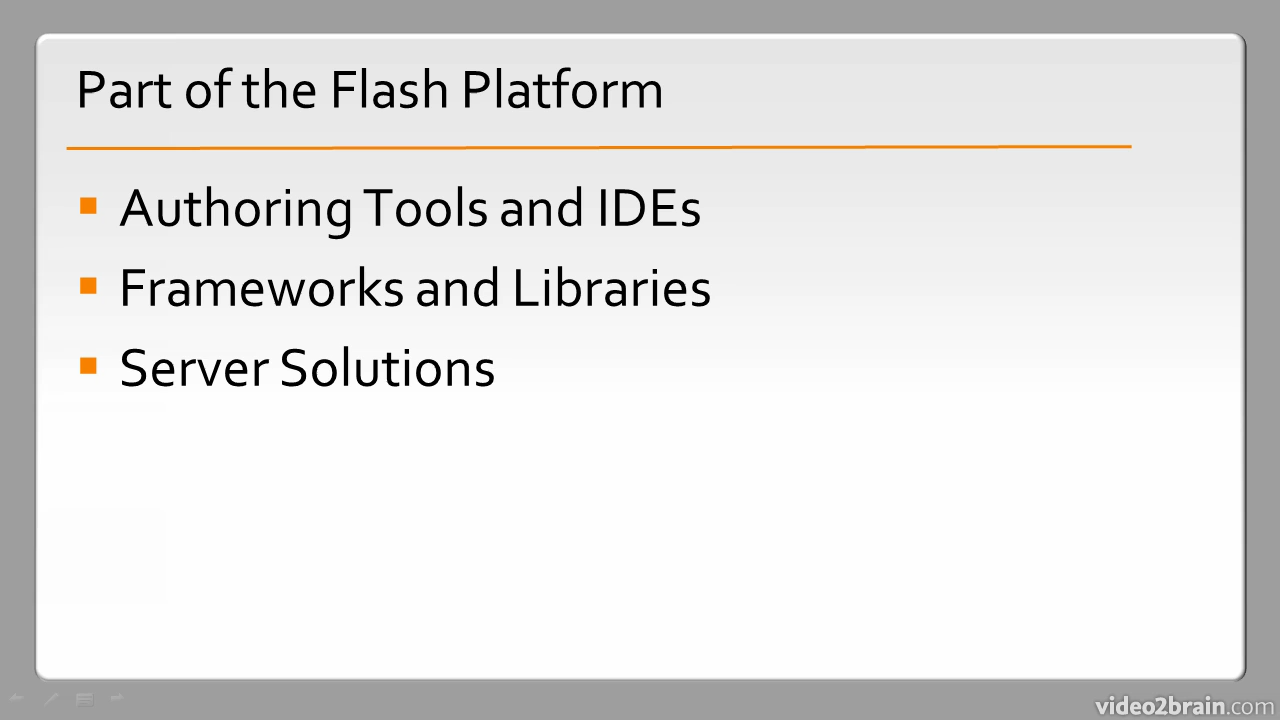 Part of the Flash Platform
Authoring Tools and IDEs
Frameworks and Libraries
Server Solutions
video2brain.com